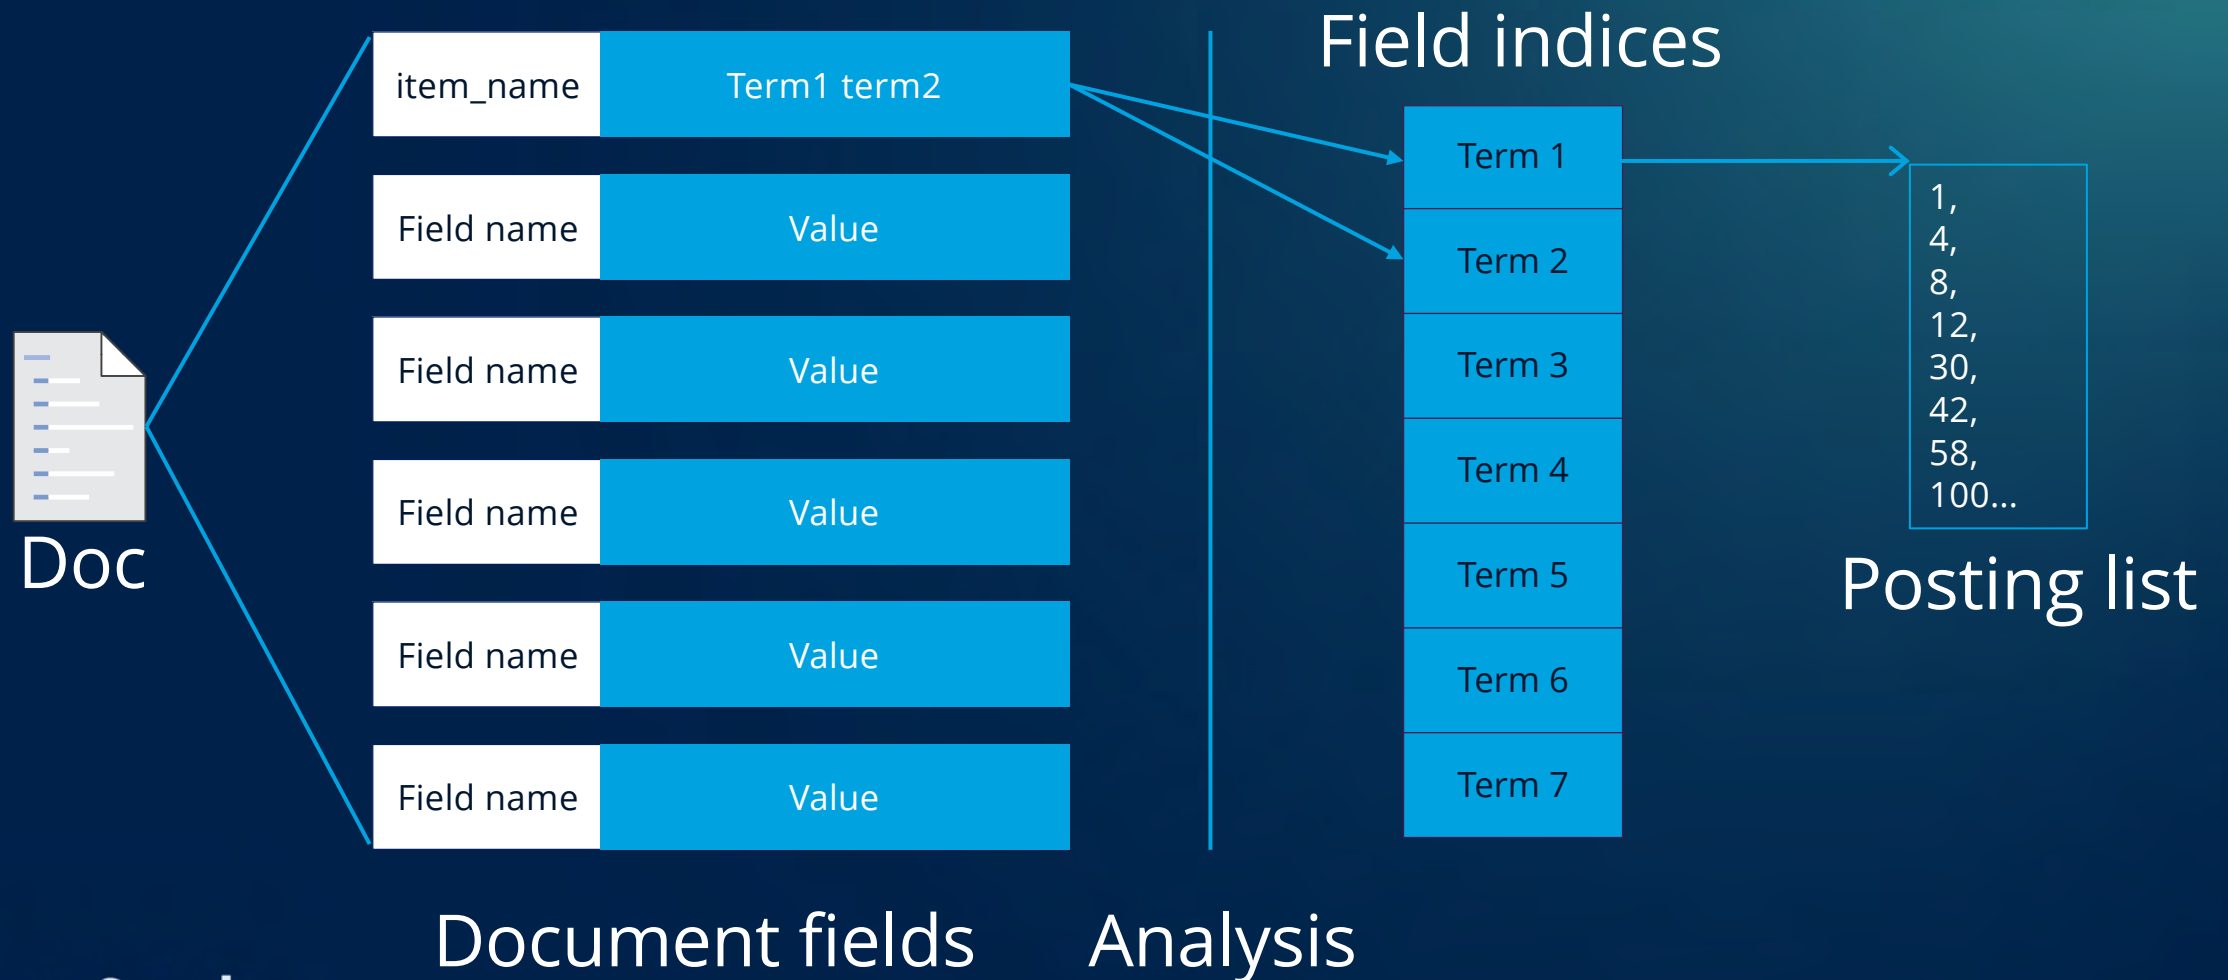 Field indices
item_name
Term1 term2
Field name
Value
Field name
Value
Field name
Value
Field name
Value
Field name
Value
Term 1
Term 2
Term 3
Term 4
Term 5
Term 6
Term 7
1,
4,
8,
12,
30,
42,
58,
100...
Doc
Posting list
Document fields
Analysis